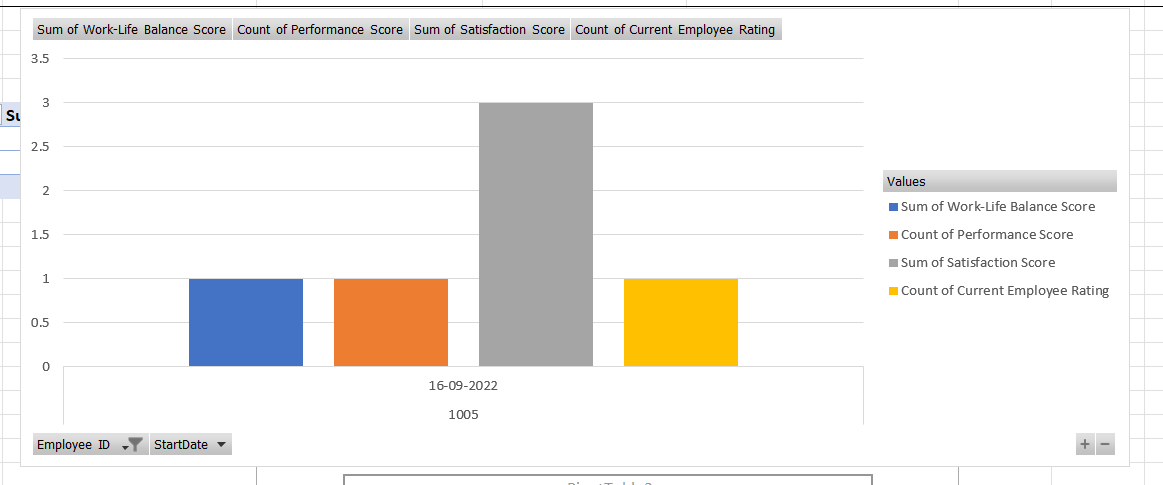 Sum of Work-Life Balance Score Count of Performance Score Sum of Satisfaction Score Count of Current Employee Rating
3.5
3
2.5
2
1.5
1
0.5
0
16-09-2022
1005
Values
Sum of Work-Life Balance Score
Count of Performance Score
Sum of Satisfaction Score
Count of Current Employee Rating
Employee ID StartDate
+ −